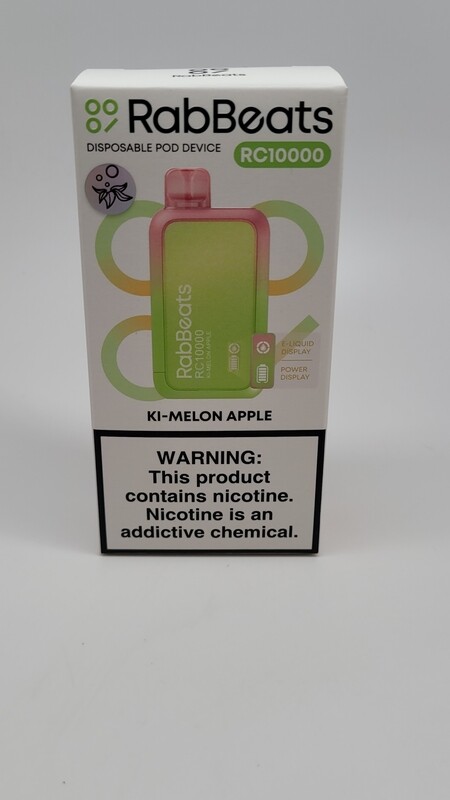 RabBeats
RabBeats
DISPOSABLE POD DEVICE
RC10000
RabBeats
RC10000
E-LIQUID
DISPLAY
POWER
DISPLAY
KI-MELON APPLE
WARNING:
This product
contains nicotine.
Nicotine is an
addictive chemical.